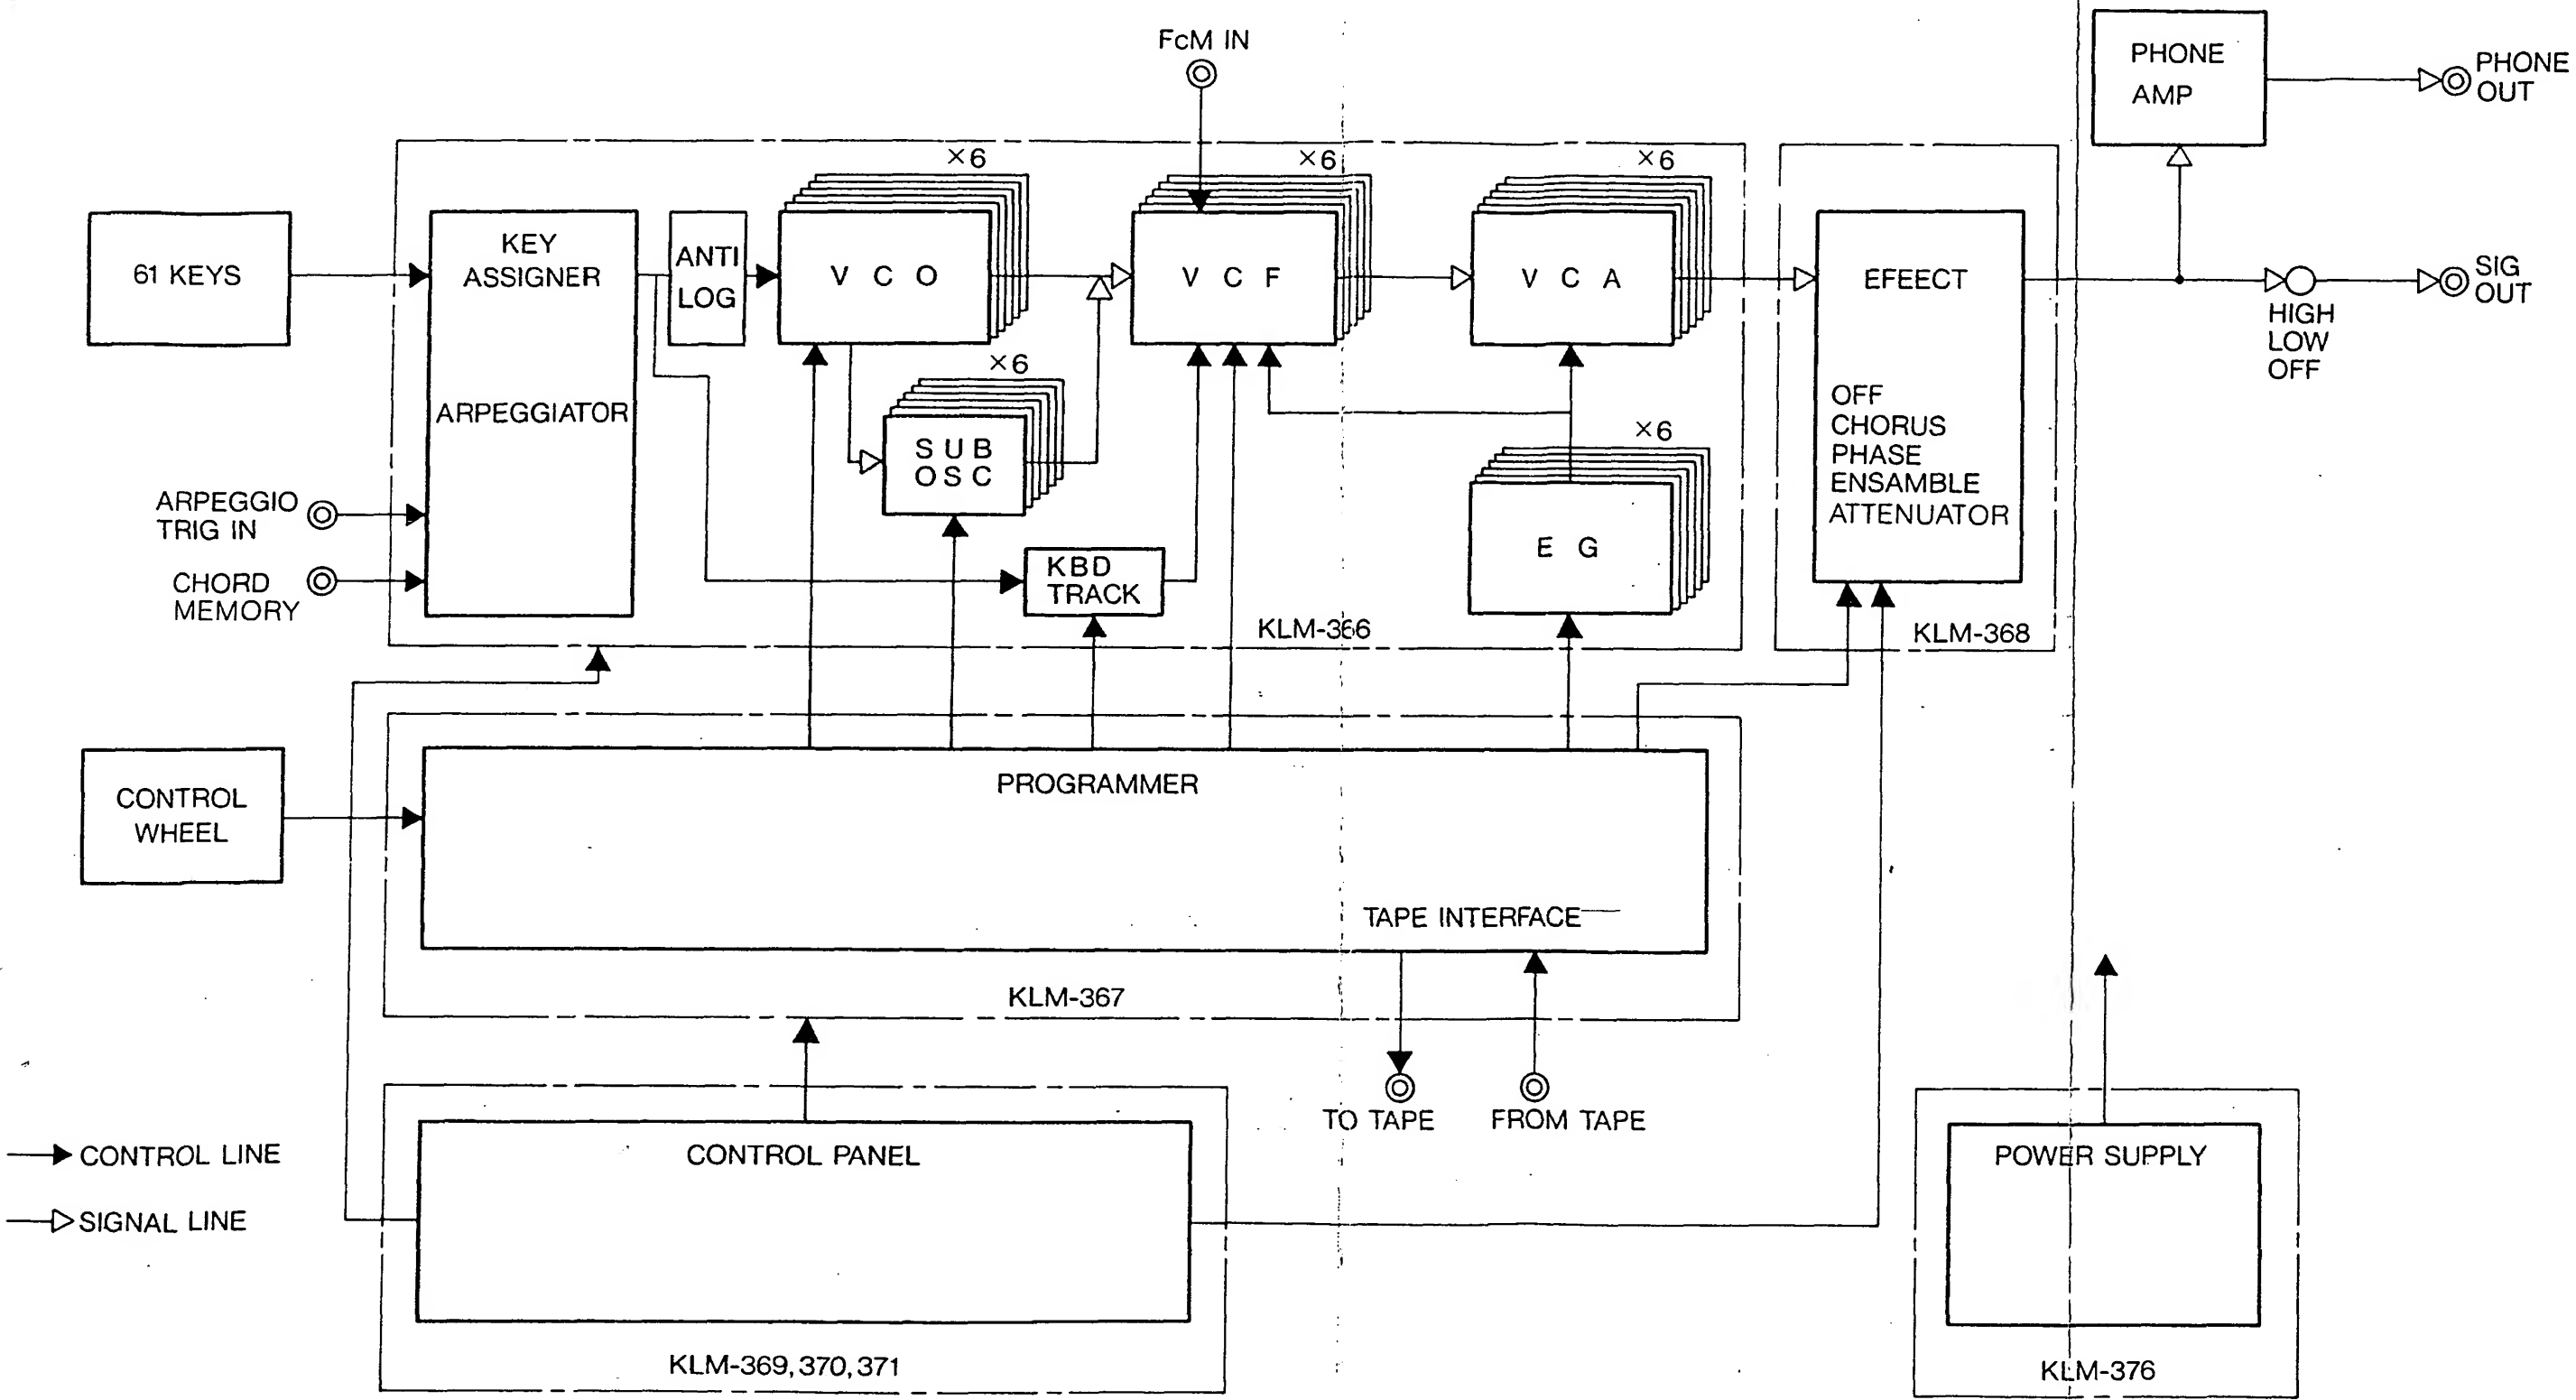 FcM IN
PHONE
AMP
PHONE
OUT
×6
×6
×6
61 KEYS
KEY
ASSIGNER
ARPEGGIATOR
ANTI
LOG
V C O
V C F
V C A
EFEECT
OFF
CHORUS
PHASE
ENSAMBLE
ATTENUATOR
SIG
OUT
HIGH
LOW
OFF
×6
SUB
OSC
×6
E G
ARPEGGIO
TRIG IN
CHORD
MEMORY
KBD
TRACK
KLM-366
KLM-368
CONTROL
WHEEL
PROGRAMMER
TAPE INTERFACE
KLM-367
TO TAPE
FROM TAPE
CONTROL LINE
SIGNAL LINE
CONTROL PANEL
KLM-369, 370, 371
POWER SUPPLY
KLM-376